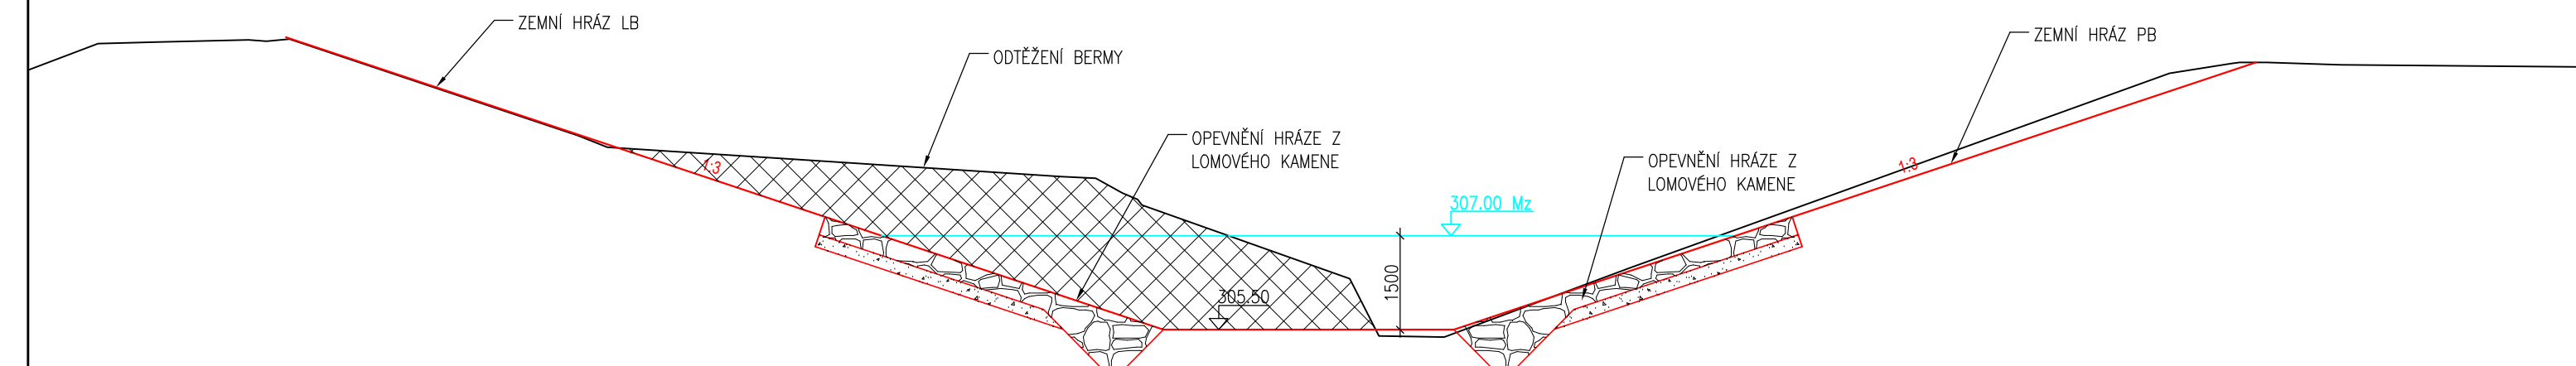 ZEMNÍ HRÁZ LB
ODTĚŽENÍ BERMY
ZEMNÍ HRÁZ PB
OPEVNĚNÍ HRÁZE Z
LOMOVÉHO KAMENE
OPEVNĚNÍ HRÁZE Z
LOMOVÉHO KAMENE
1:3
1:3
307.00 Mz
1500
305.50